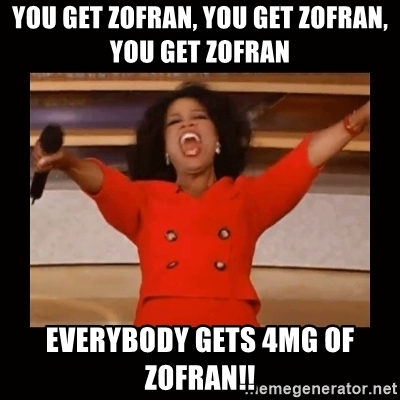 YOU GET ZOFRAN, YOU GET ZOFRAN,
YOU GET ZOFRAN
EVERYBODY GETS 4MG OF
ZOFRAN!!
memegenerator.net